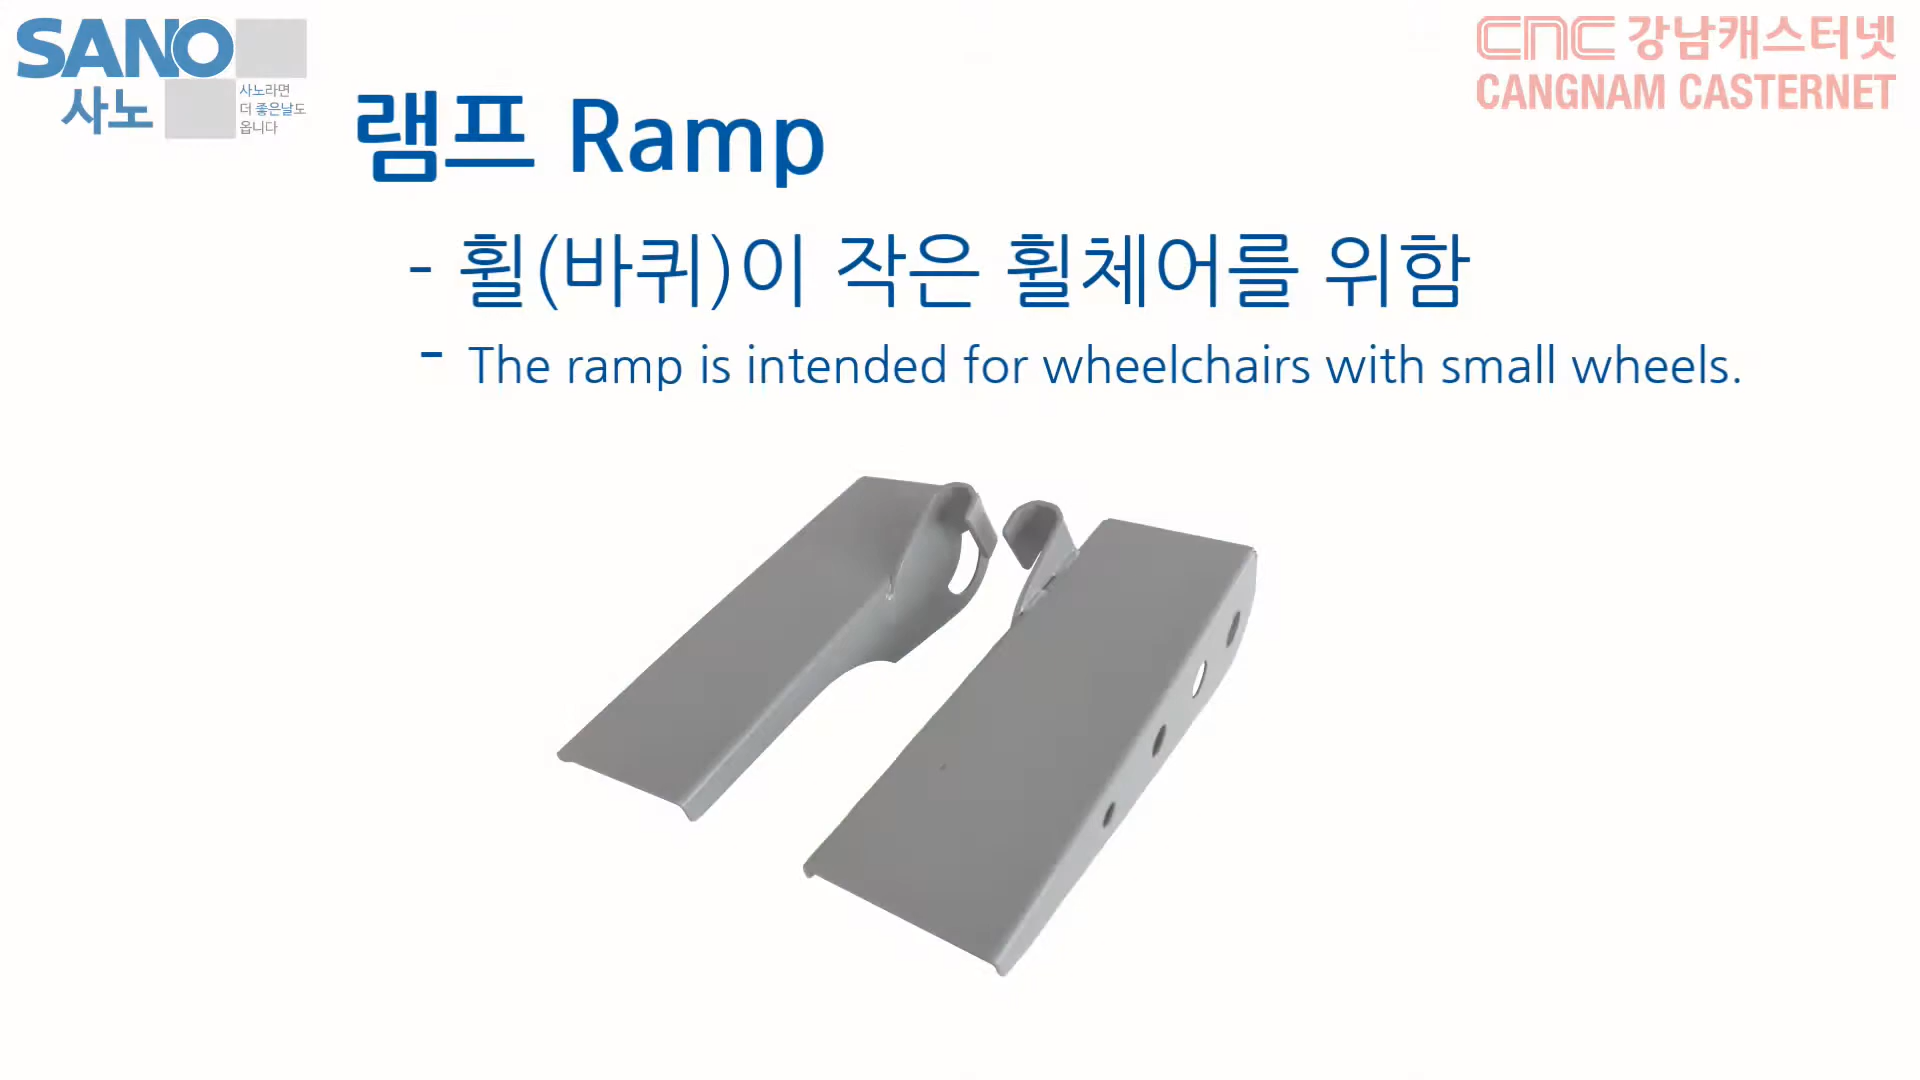 SANO
사노
사노라면
더 좋은날도
옵니다
CNC 강남캐스터넷
CANGNAM CASTERNET
램프 Ramp
- 휠(바퀴)이 작은 휠체어를 위함
- The ramp is intended for wheelchairs with small wheels.